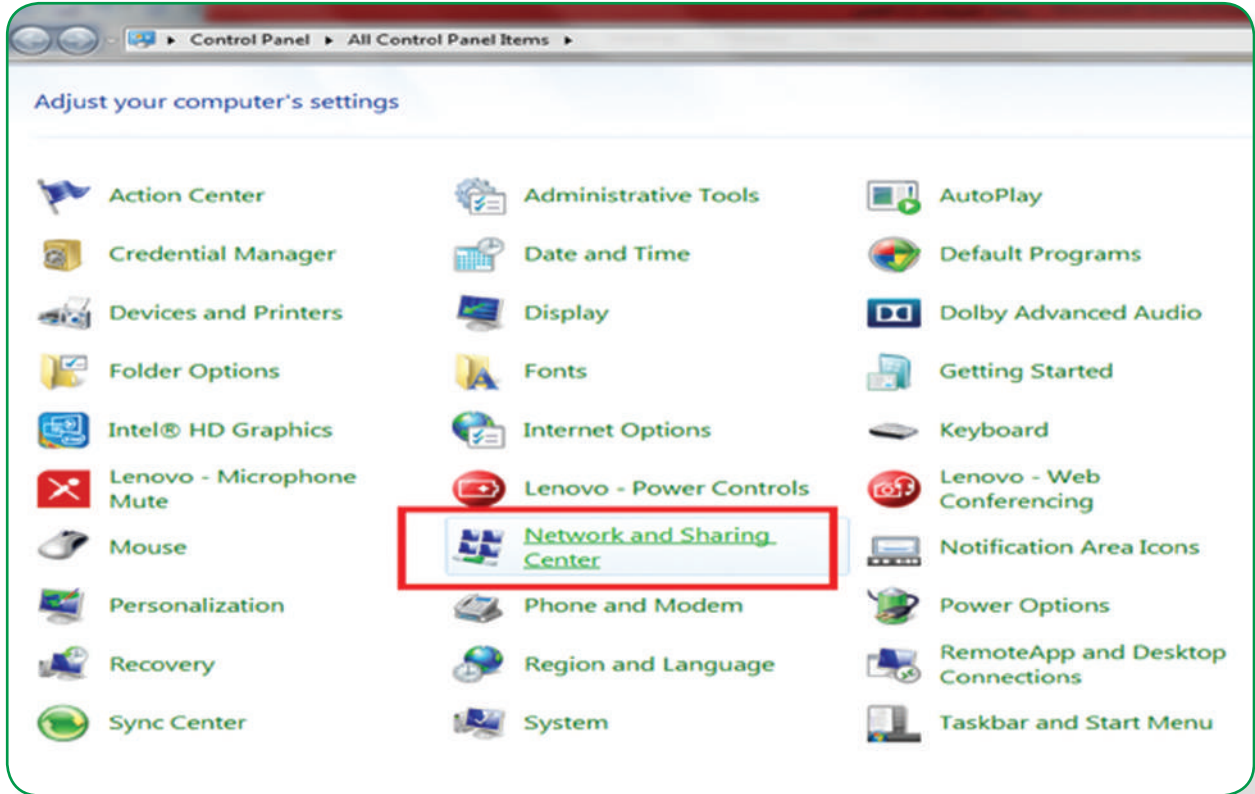 Control Panel ▸ All Control Panel Items ▸
Adjust your computer's settings
Action Center
Administrative Tools
AutoPlay
Credential Manager
Date and Time
Default Programs
Devices and Printers
Display
Dolby Advanced Audio
Folder Options
Fonts
Getting Started
Intel® HD Graphics
Internet Options
Keyboard
Lenovo - Microphone
Mute
Lenovo - Power Controls
Lenovo - Web
Conferencing
Mouse
Network and Sharing
Center
Notification Area Icons
Personalization
Phone and Modem
Power Options
Recovery
Region and Language
RemoteApp and Desktop
Connections
Sync Center
System
Taskbar and Start Menu